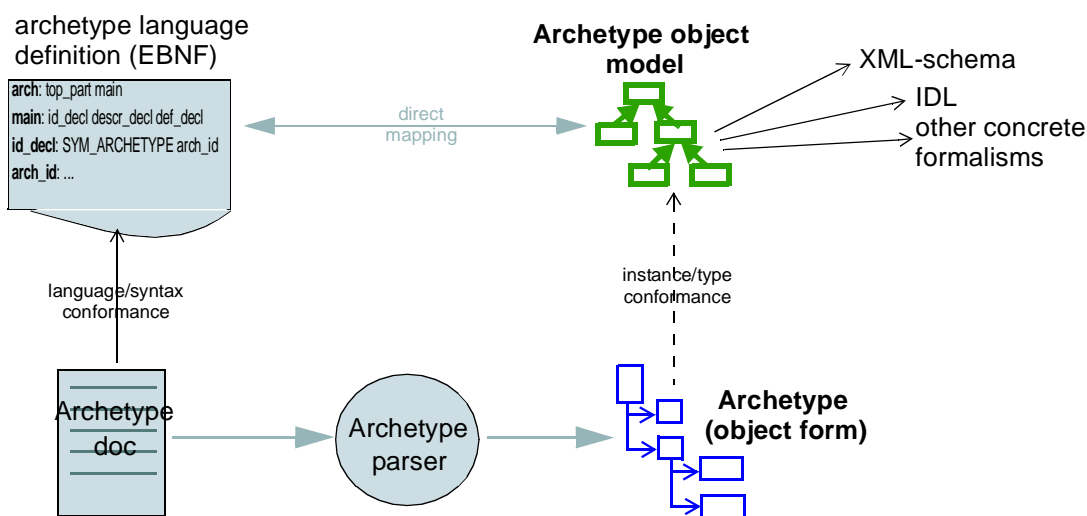 archetype language
definition (EBNF)
arch: top_part main
main: id_decl descr_decl def_decl
id_decl: SYM_ARCHETYPE arch_id
arch_id: ...
direct
mapping
Archetype object
model
XML-schema
IDL
other concrete
formalisms
language/syntax
conformance
instance/type
conformance
Archetype
doc
Archetype
parser
Archetype
(object form)